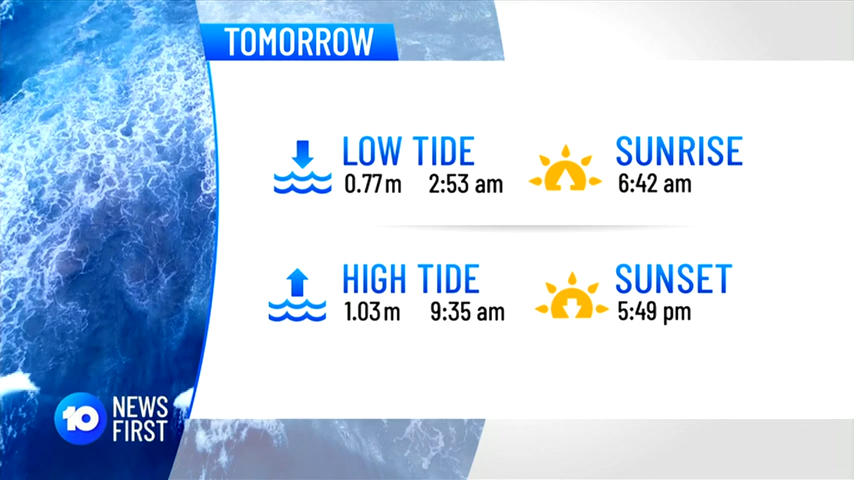 TOMORROW
LOW TIDE
0.77m 2:53 am
SUNRISE
6:42 am
HIGH TIDE
1.03m 9:35 am
SUNSET
5:49 pm
10 NEWS
FIRST